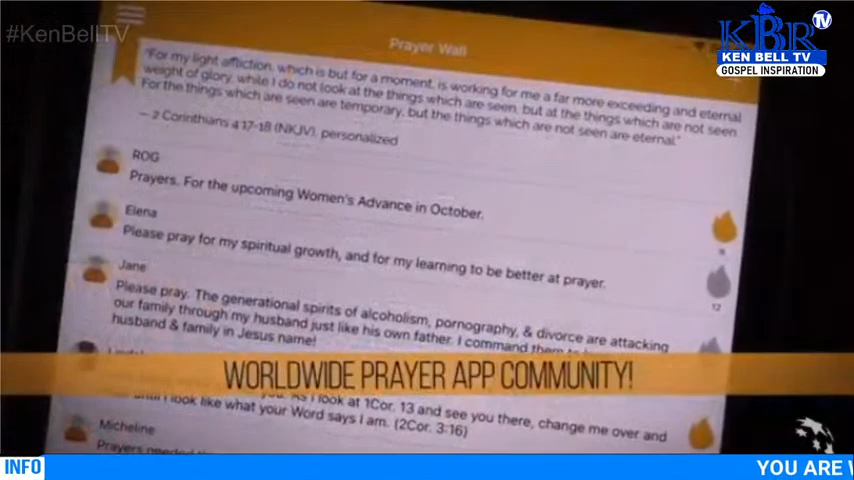 #KenBellTV
KBR TV
KEN BELL TV
GOSPEL INSPIRATION
Prayer Wall
"For my light affliction, which is but for a moment, is working for me a far more exceeding and eternal
weight of glory, while I do not look at the things which are seen, but at the things which are not seen.
For the things which are seen are temporary, but the things which are not seen are eternal."
— 2 Corinthians 4:17-18 (NKJV), personalized
ROG
Prayers. For the upcoming Women's Advance in October.
Elena
Please pray for my spiritual growth, and for my learning to be better at prayer.
12
Jane
Please pray. The generational spirits of alcoholism, pornography, & divorce are attacking
our family through my husband just like his own father. I command them
husband & family in Jesus name!
WORLDWIDE PRAYER APP COMMUNITY!
As I look at 1Cor. 13 and see you there, change me over and
look like what your Word says I am. (2Cor. 3:16)
Micheline
Prayers needed
INFO
YOU ARE